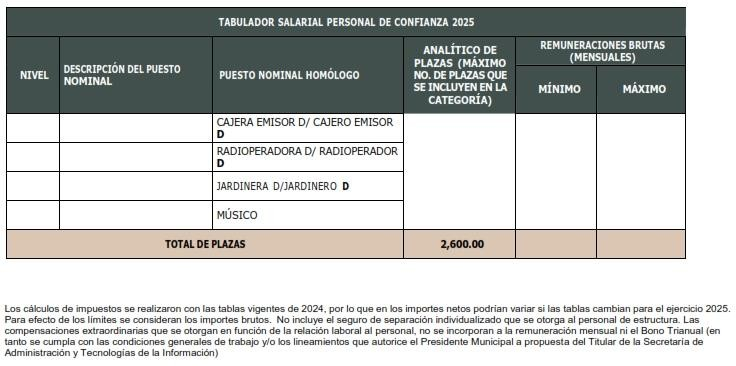 TABULADOR SALARIAL PERSONAL DE CONFIANZA 2025
NIVEL
DESCRIPCIÓN DEL PUESTO
NOMINAL
PUESTO NOMINAL HOMÓLOGO
ANALÍTICO DE
PLAZAS (MÁXIMO
NO. DE PLAZAS QUE
SE INCLUYEN EN LA
CATEGORÍA)
REMUNERACIONES BRUTAS
(MENSUALES)
MÍNIMO
MÁXIMO
CAJERA EMISOR D/ CAJERO EMISOR
D
RADIOPERADORA D/ RADIOPERADOR
D
JARDINERA D/JARDINERO D
MÚSICO
TOTAL DE PLAZAS
2,600.00
Los cálculos de impuestos se realizaron con las tablas vigentes de 2024, por lo que en los importes netos podrían variar si las tablas cambian para el ejercicio 2025.
Para efecto de los límites se consideran los importes brutos. No incluye el seguro de separación individualizado que se otorga al personal de estructura. Las
compensaciones extraordinarias que se otorgan en función de la relación laboral al personal, no se incorporan a la remuneración mensual ni el Bono Trianual (en
tanto se cumpla con las condiciones generales de trabajo y/o los lineamientos que autorice el Presidente Municipal a propuesta del Titular de la Secretaría de
Administración y Tecnologías de la Información)